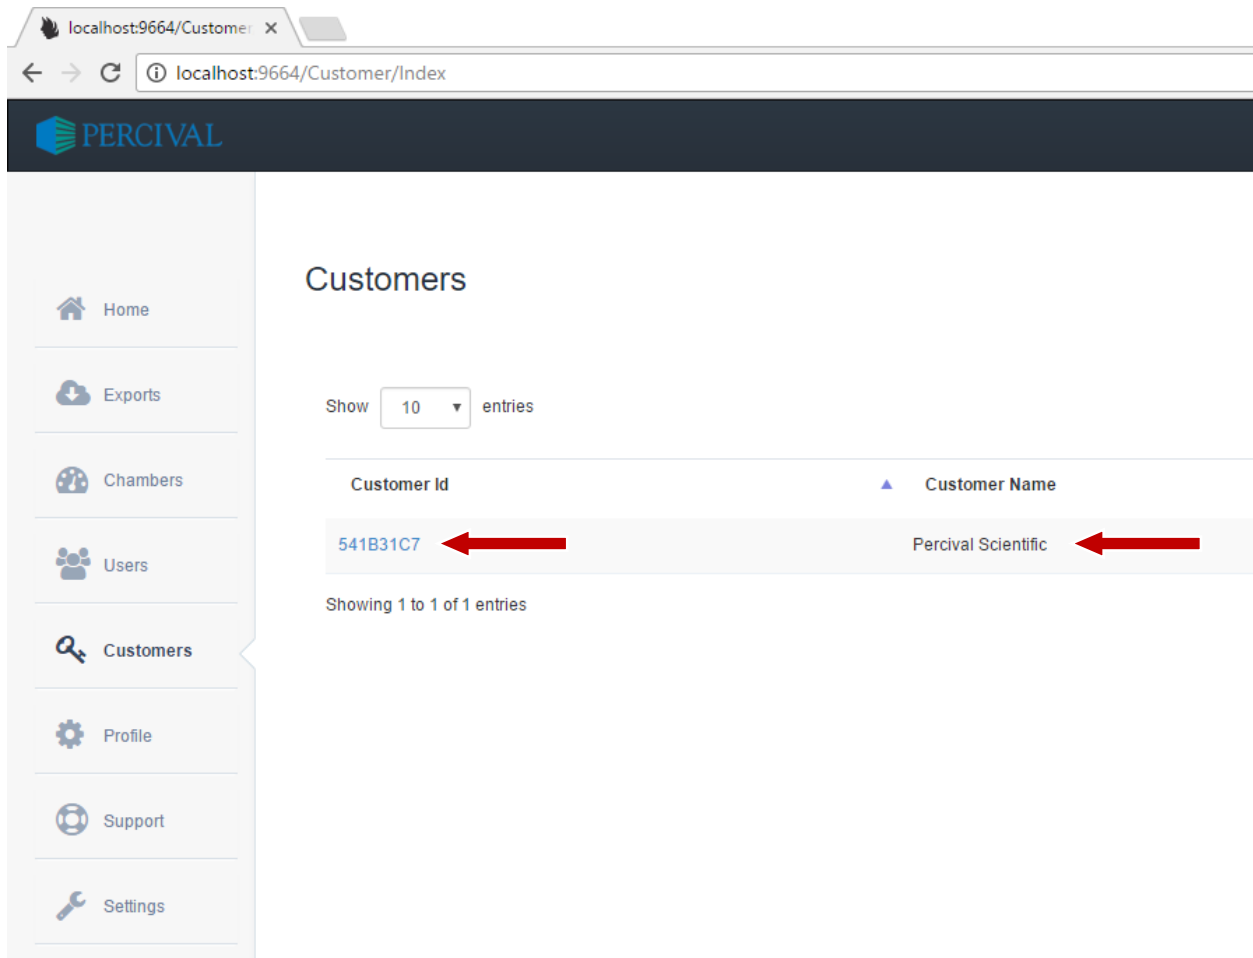 localhost:9664/Customer
localhost:9664/Customer/Index
PERCIVAL
Customers
Home
Exports
Show 10 entries
Chambers
Customer Id Customer Name
541B31C7 Percival Scientific
Users
Showing 1 to 1 of 1 entries
Customers
Profile
Support
Settings